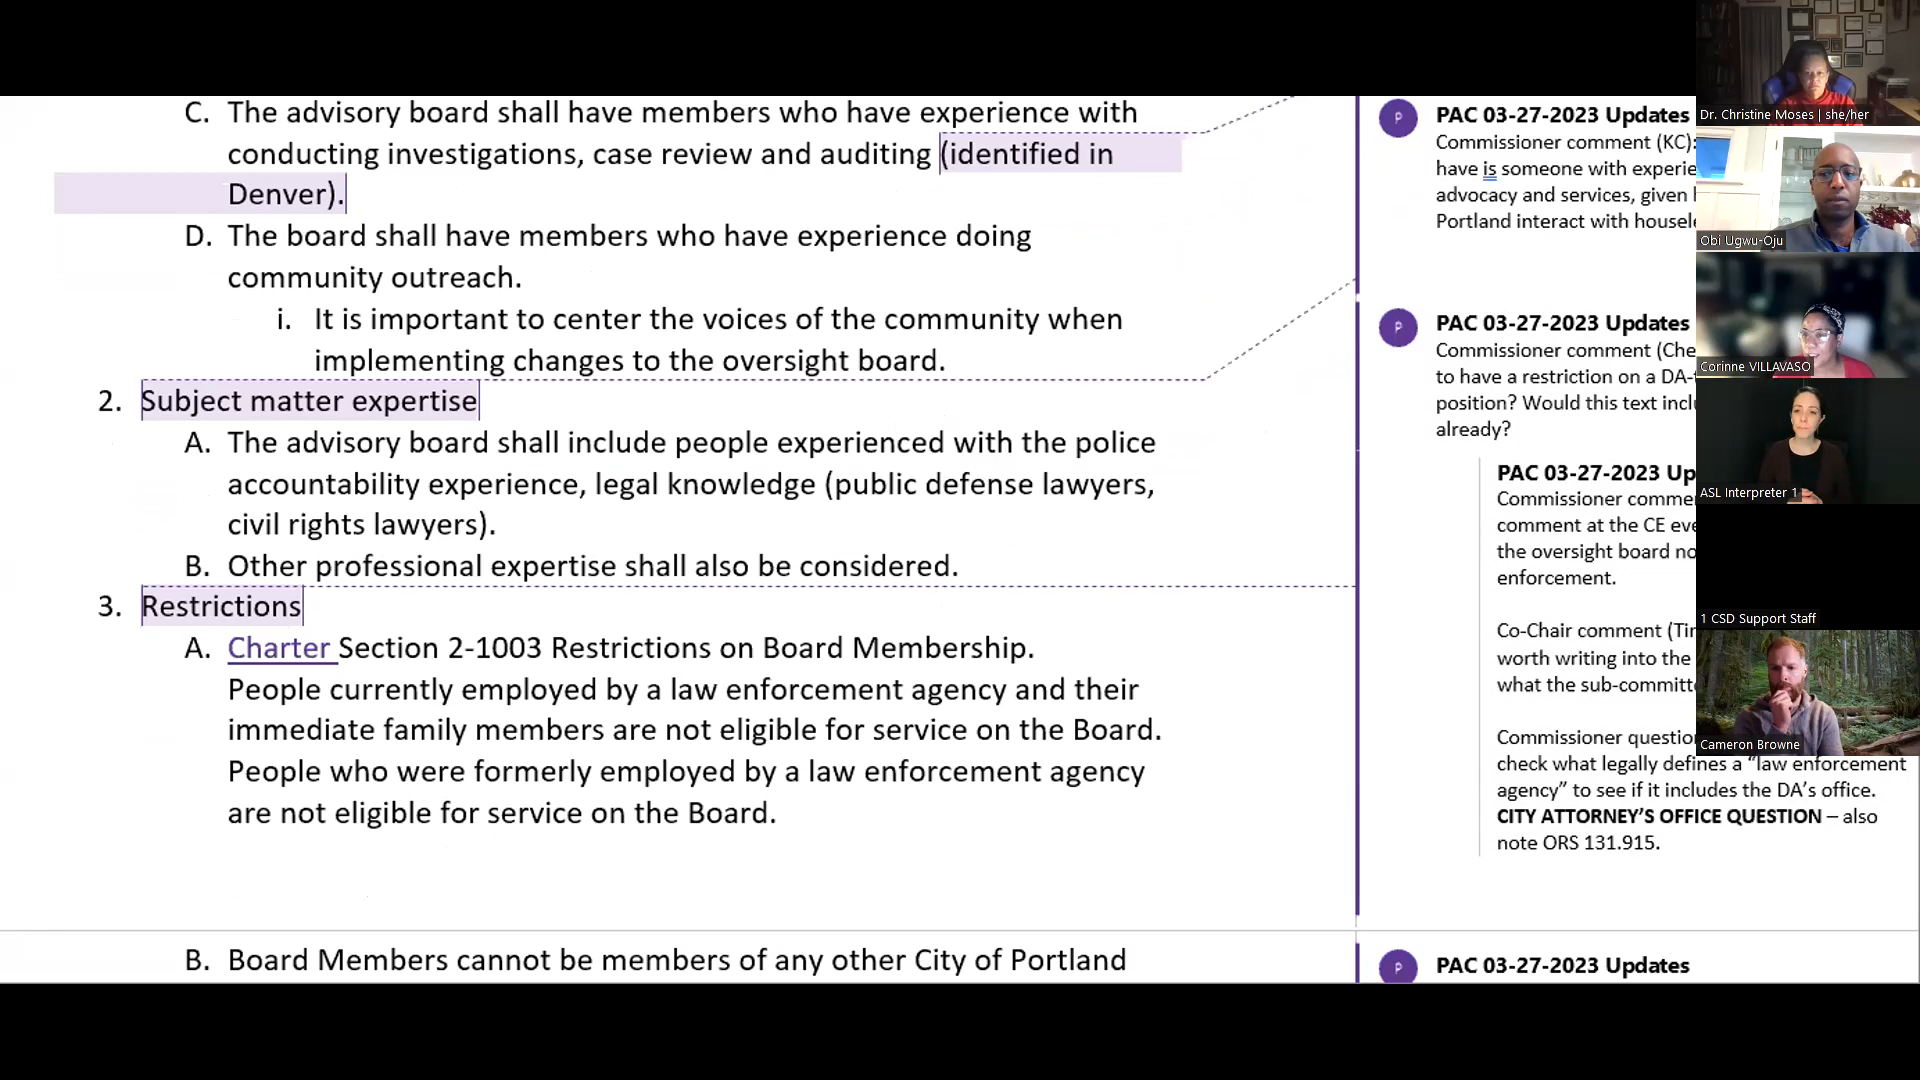 C. The advisory board shall have members who have experience with
conducting investigations, case review and auditing (identified in
Denver).
D. The board shall have members who have experience doing
community outreach.
i. It is important to center the voices of the community when
implementing changes to the oversight board.
2. Subject matter expertise
A. The advisory board shall include people experienced with the police
accountability experience, legal knowledge (public defense lawyers,
civil rights lawyers).
B. Other professional expertise shall also be considered.
3. Restrictions
A. Charter Section 2-1003 Restrictions on Board Membership.
People currently employed by a law enforcement agency and their
immediate family members are not eligible for service on the Board.
People who were formerly employed by a law enforcement agency
are not eligible for service on the Board.
B. Board Members cannot be members of any other City of Portland
P PAC 03-27-2023 Updates
Commissioner comment (KC):
have is someone with experie
advocacy and services, given
Portland interact with housele
P PAC 03-27-2023 Updates
Commissioner comment (Che
to have a restriction on a DA-
position? Would this text incl
already?
PAC 03-27-2023 Up
Commissioner comme
comment at the CE eve
the oversight board no
enforcement.
Co-Chair comment (Tir
worth writing into the
what the sub-committe
Commissioner questio
check what legally defines a “law enforcement
agency” to see if it includes the DA’s office.
CITY ATTORNEY’S OFFICE QUESTION – also
note ORS 131.915.
P PAC 03-27-2023 Updates
Dr. Christine Moses | she/her
Obi Ugwu-Oju
Corinne VILLAVASO
ASL Interpreter 1
1 CSD Support Staff
Cameron Browne